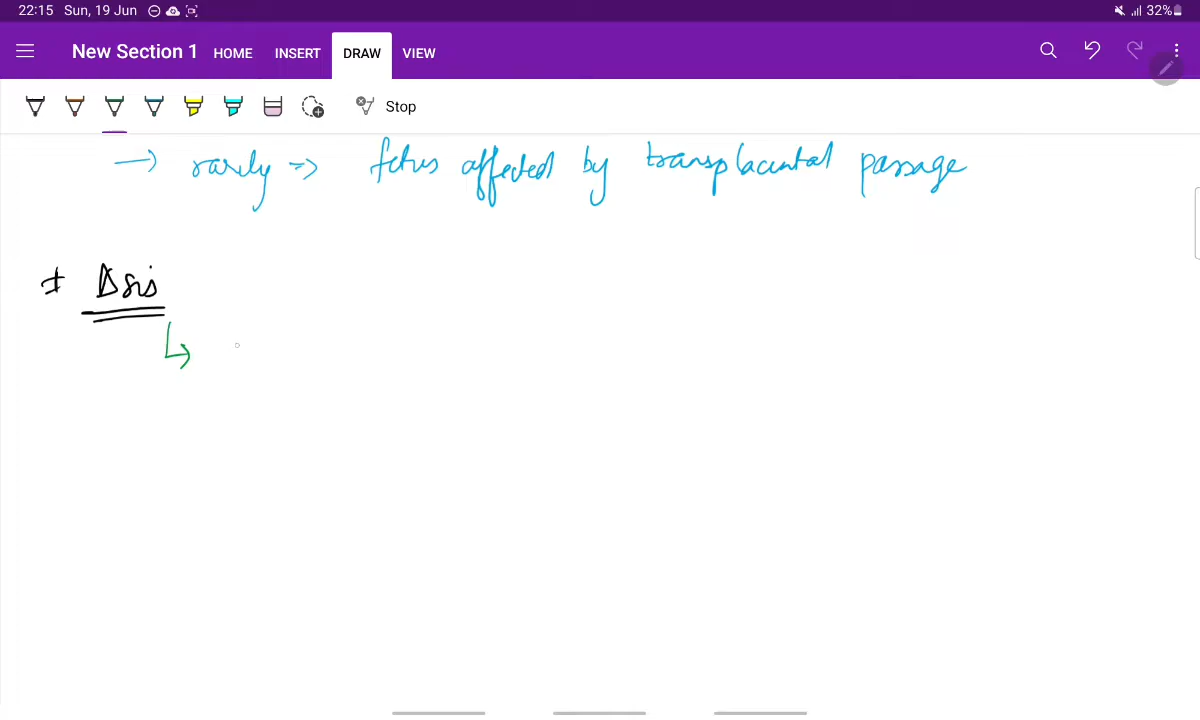 22:15 Sun, 19 Jun 32%
New Section 1 HOME INSERT DRAW VIEW
Stop
→ rarely => fetus affected by transplacental passage
* Δsis